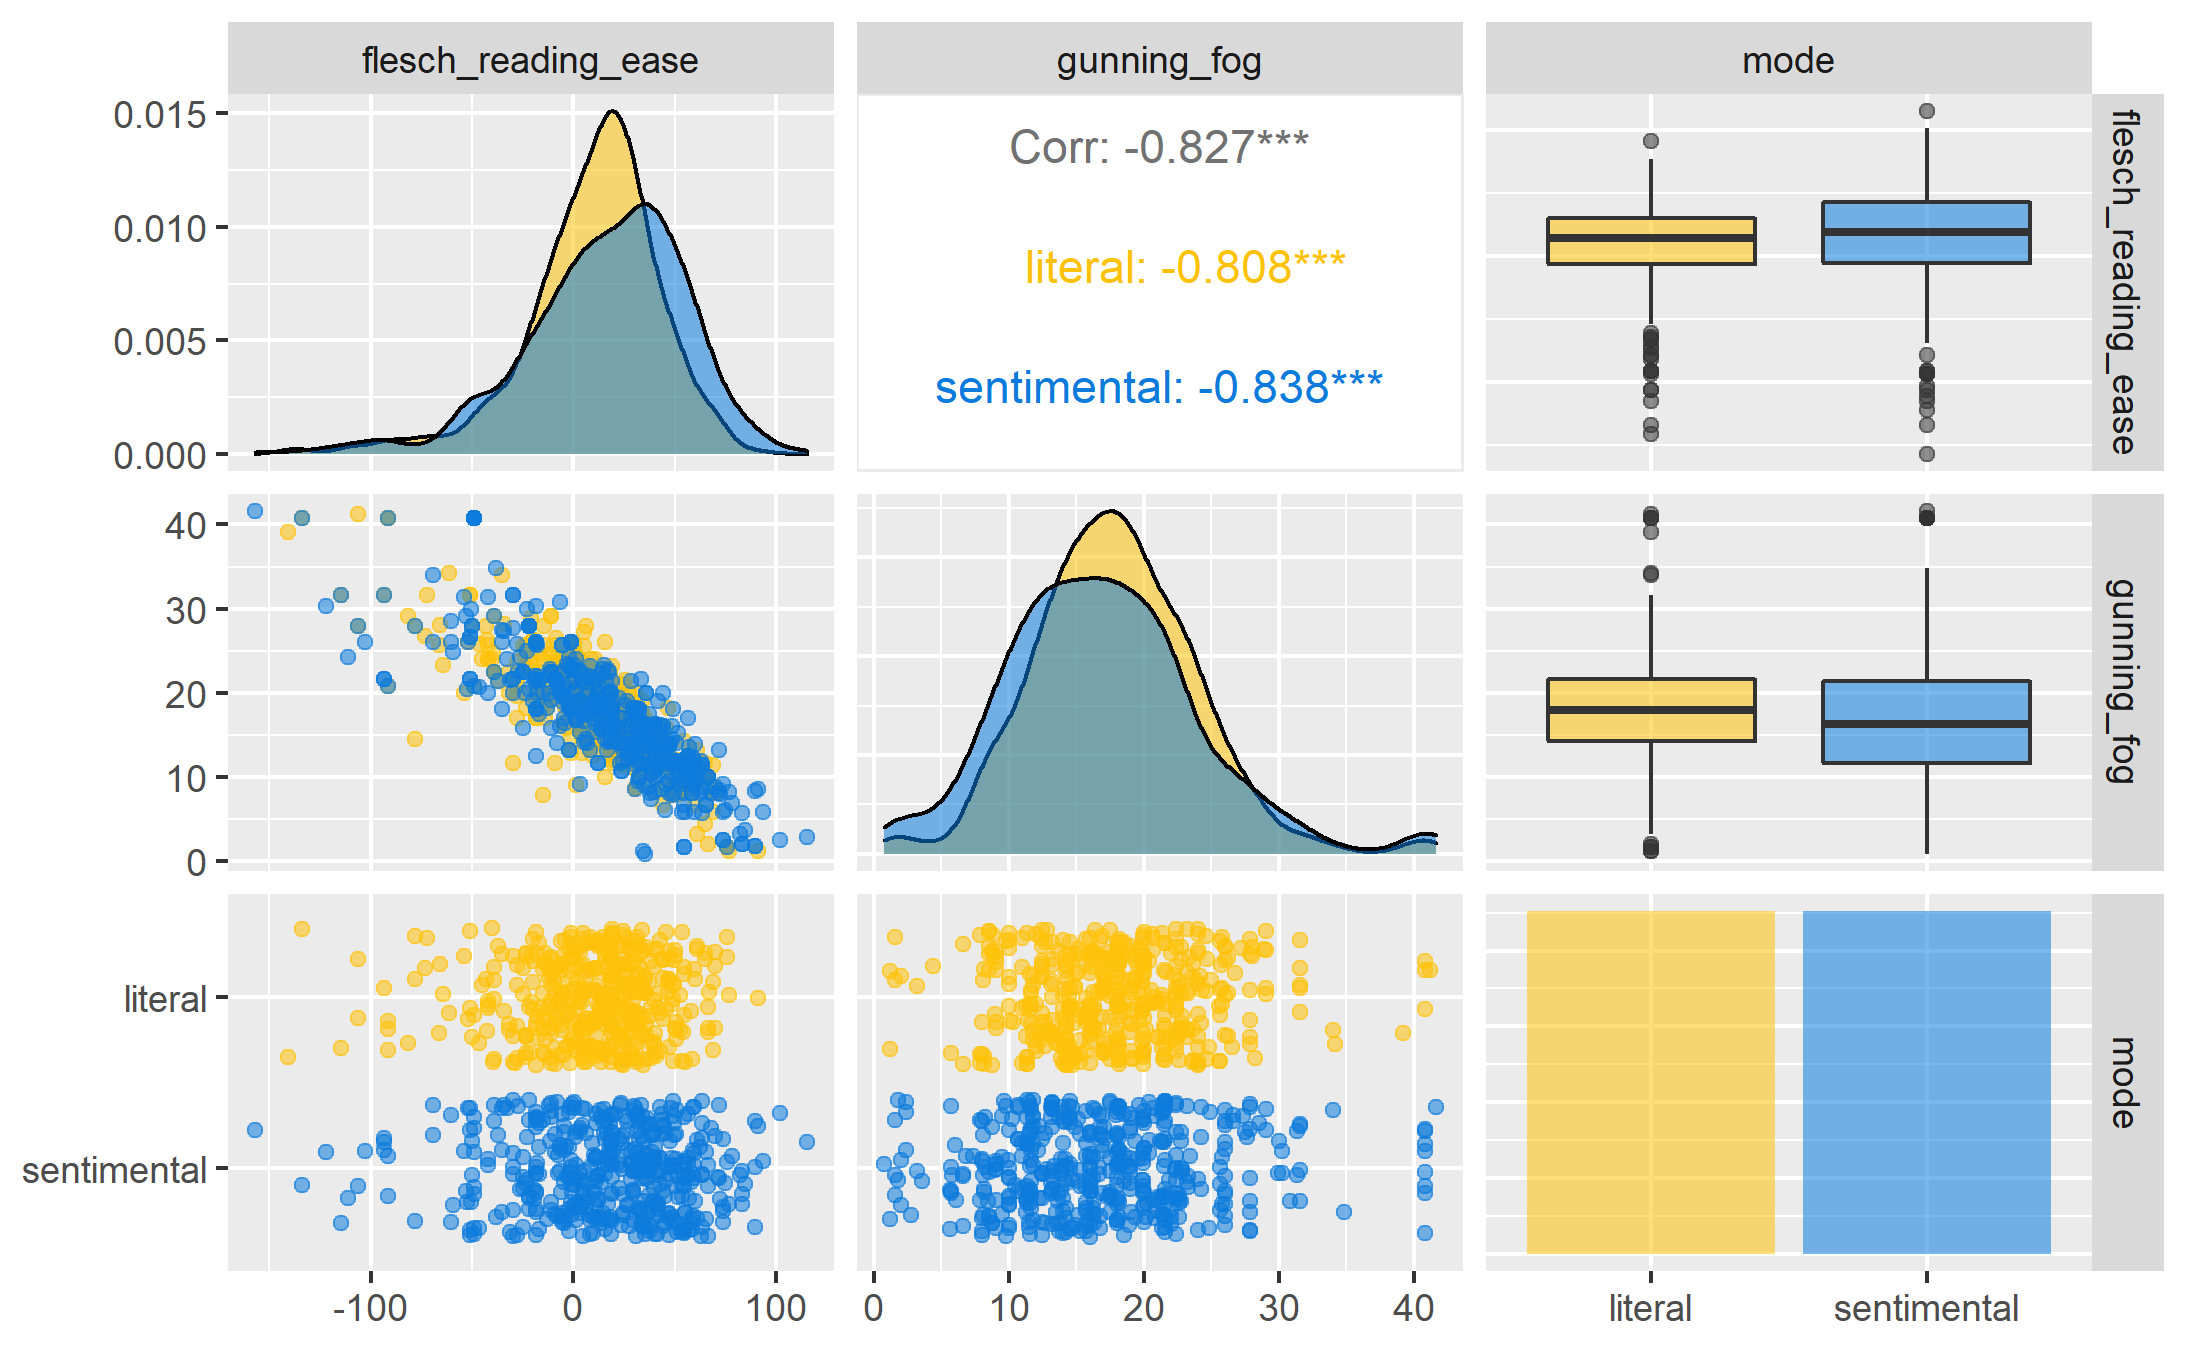 flesch_reading_ease
gunning_fog
mode
0.015
0.010
0.005
0.000
Corr: -0.827***
literal: -0.808***
sentimental: -0.838***
flesch_reading_ease
40
30
20
10
0
gunning_fog
literal
sentimental
mode
-100
0
100
0
10
20
30
40
literal
sentimental